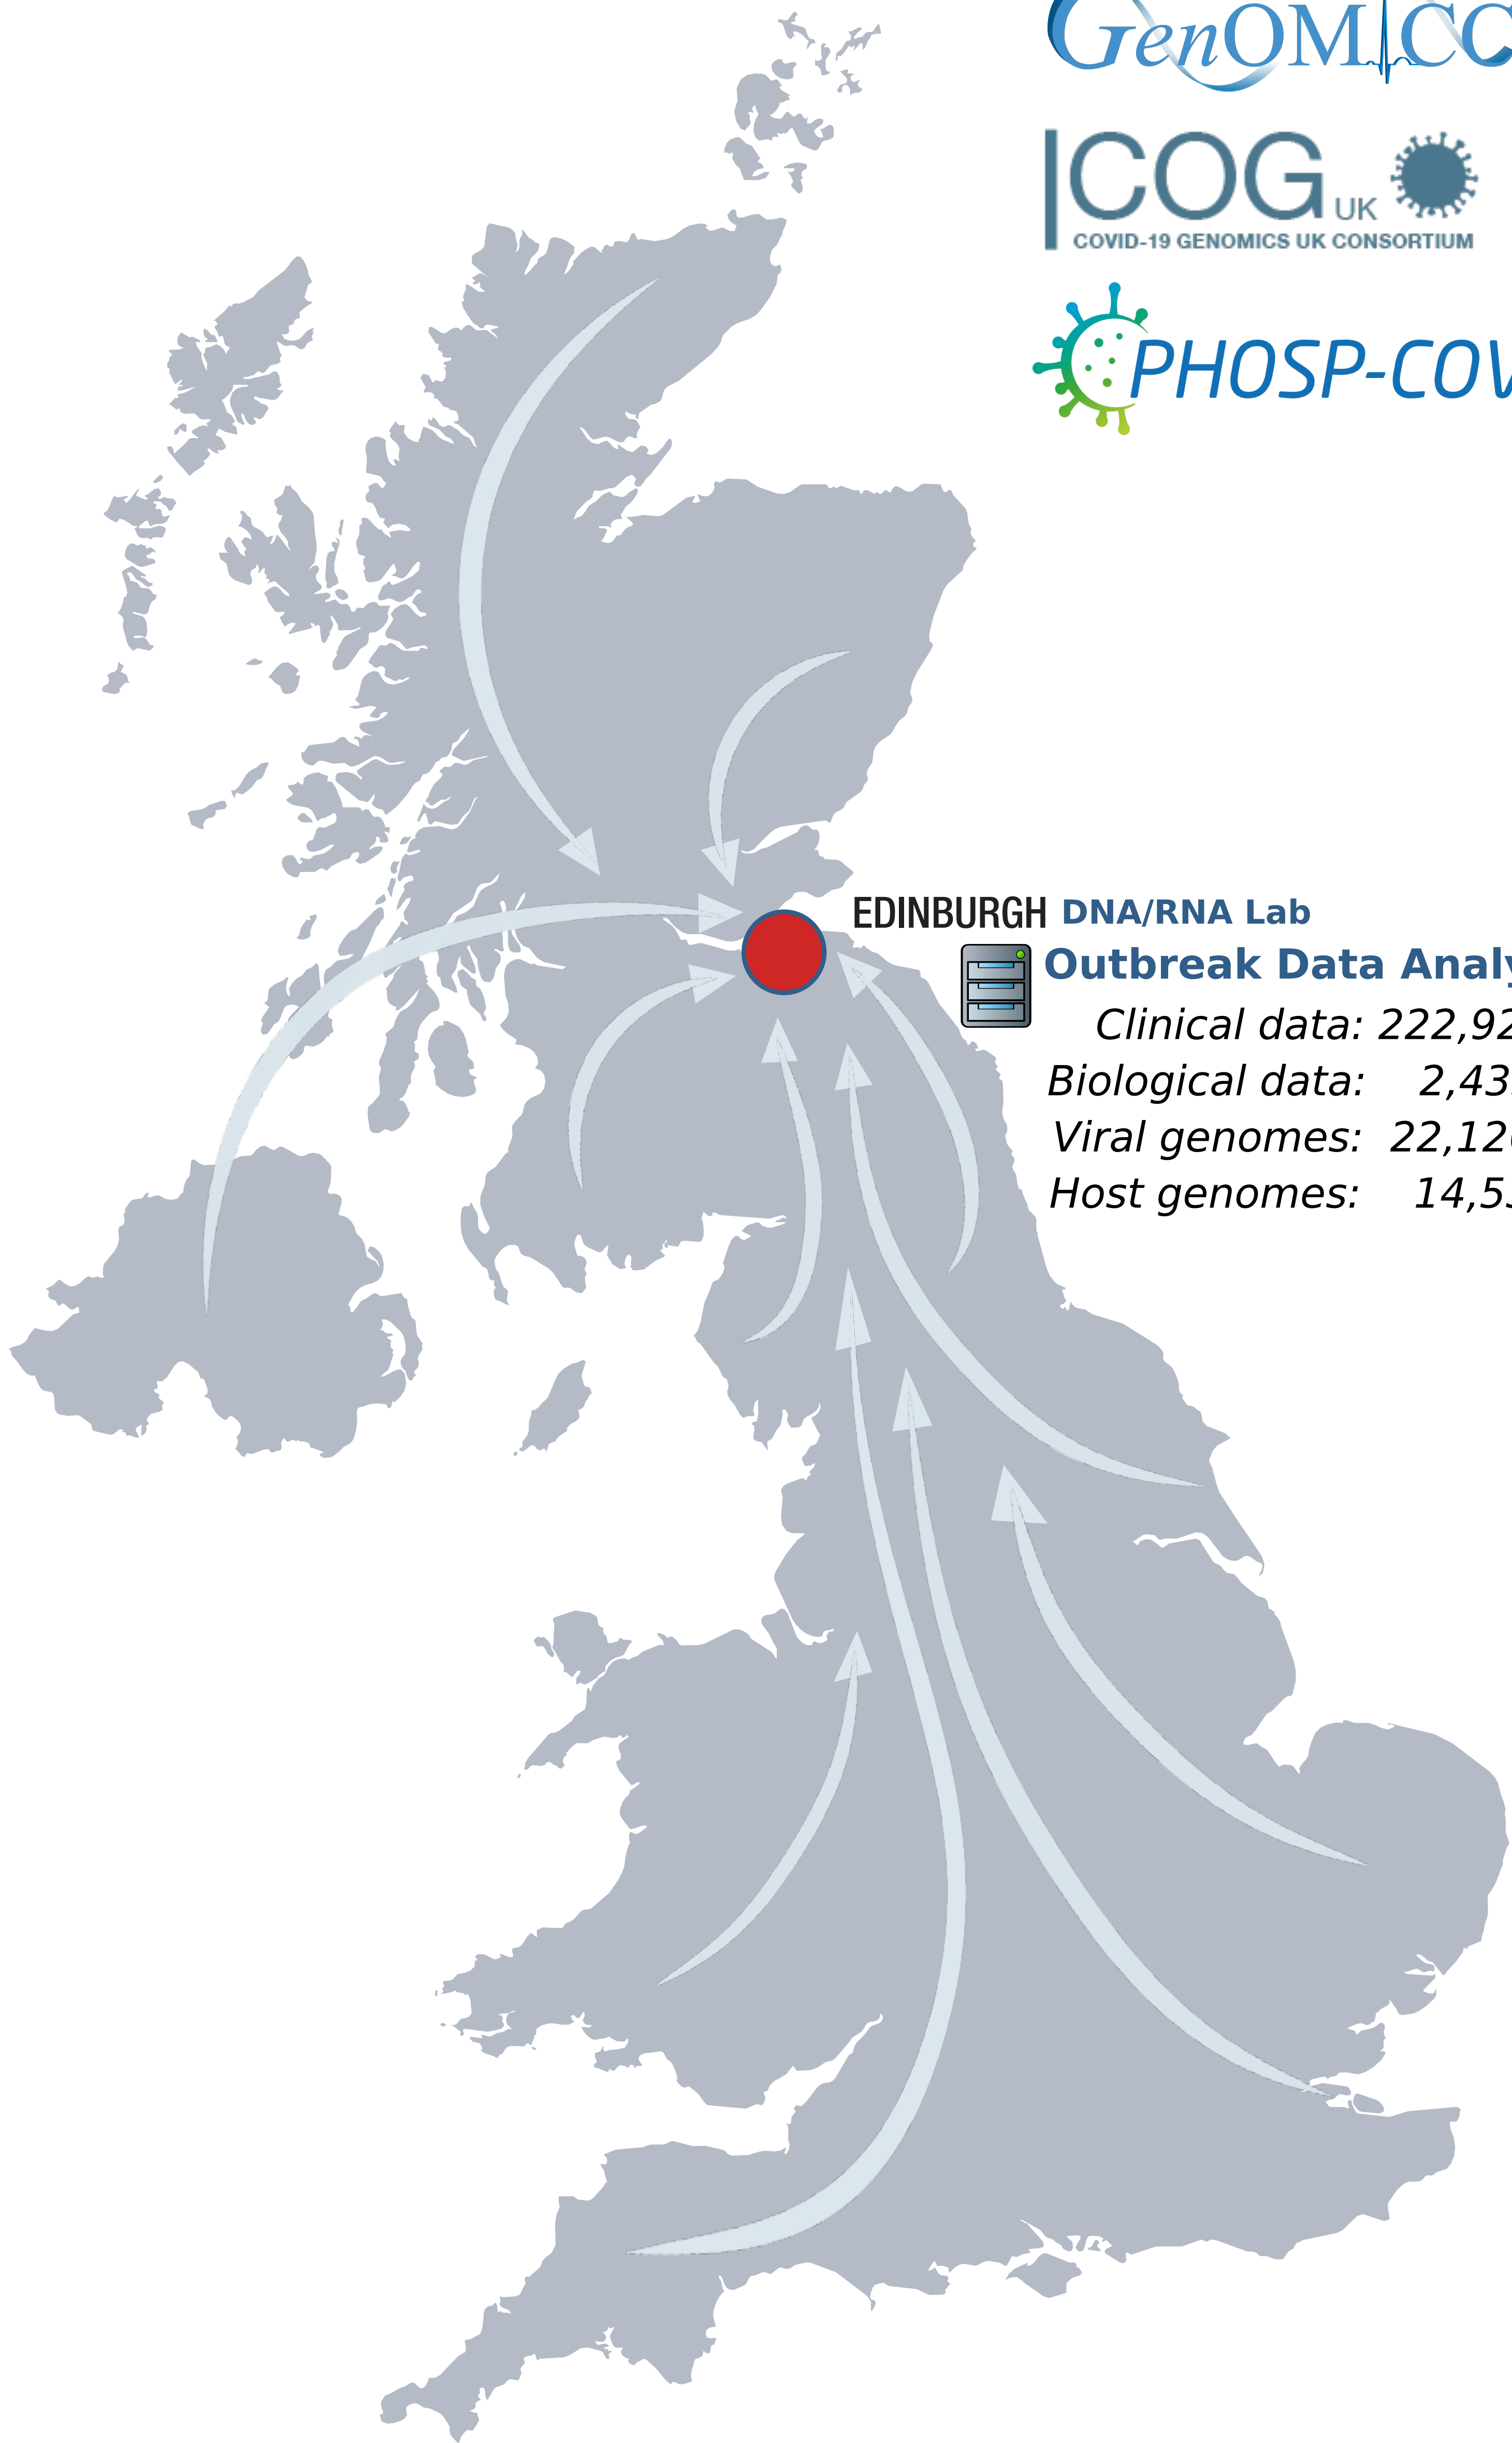 GenOMICC
COG UK
COVID-19 GENOMICS UK CONSORTIUM
PHOSP-COV
EDINBURGH DNA/RNA Lab
Outbreak Data Analy
Clinical data: 222,92
Biological data: 2,43
Viral genomes: 22,12
Host genomes: 14,5